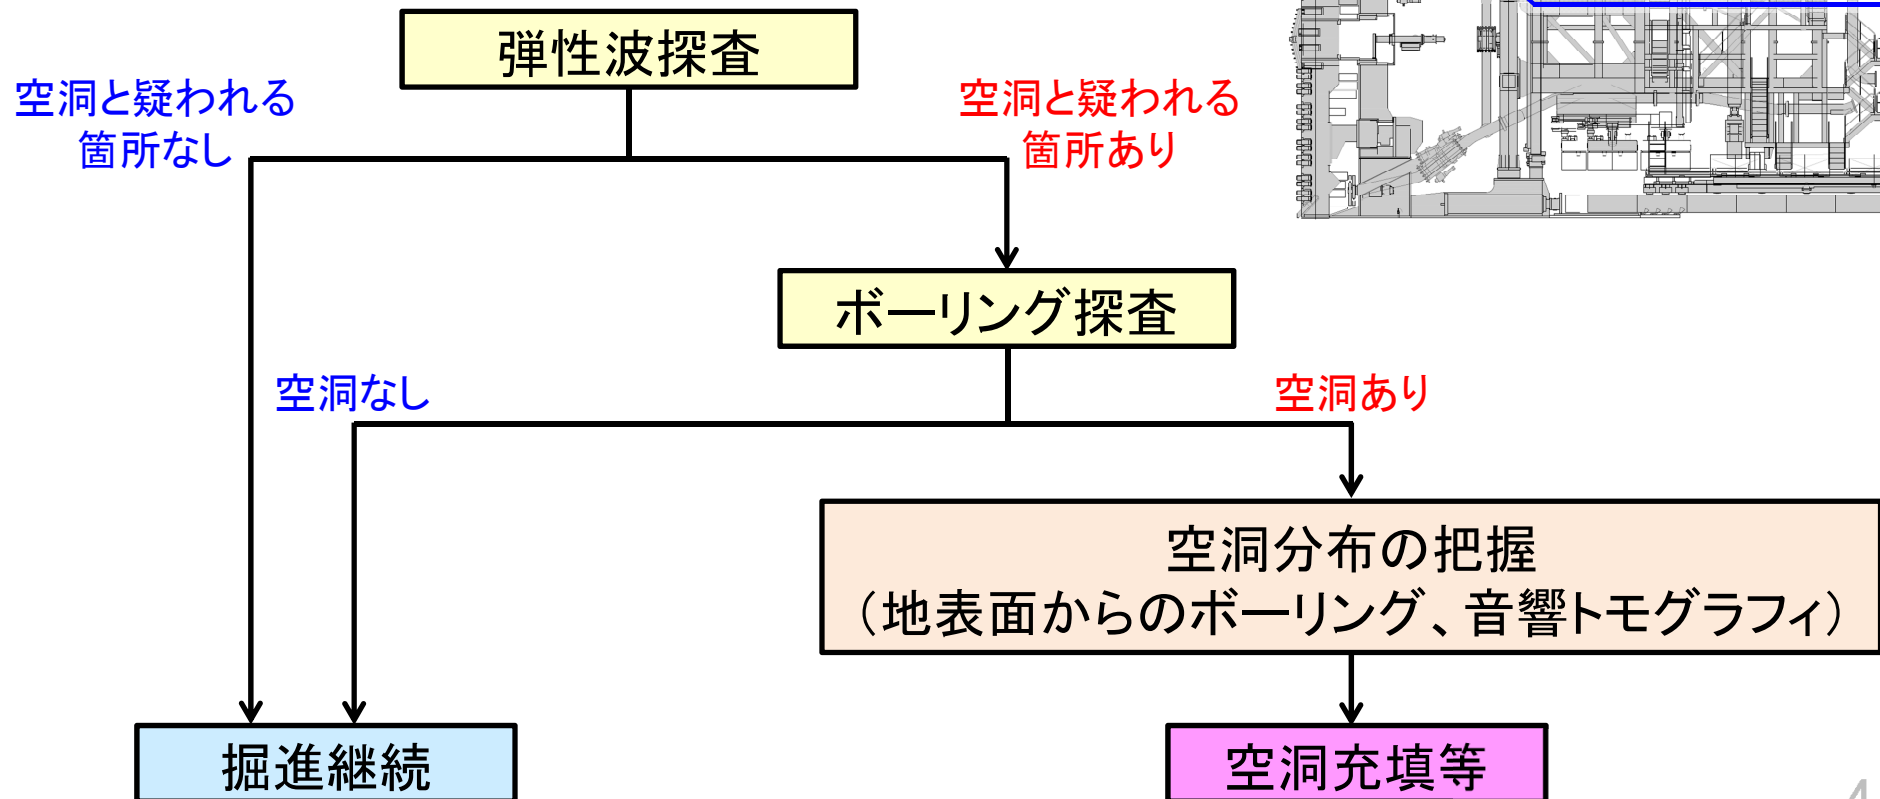 弾性波探査
空洞と疑われる
箇所なし
空洞と疑われる
箇所あり
ボーリング探査
空洞なし
空洞あり
空洞分布の把握
（地表面からのボーリング、音響トモグラフィ）
掘進継続
空洞充填等
4